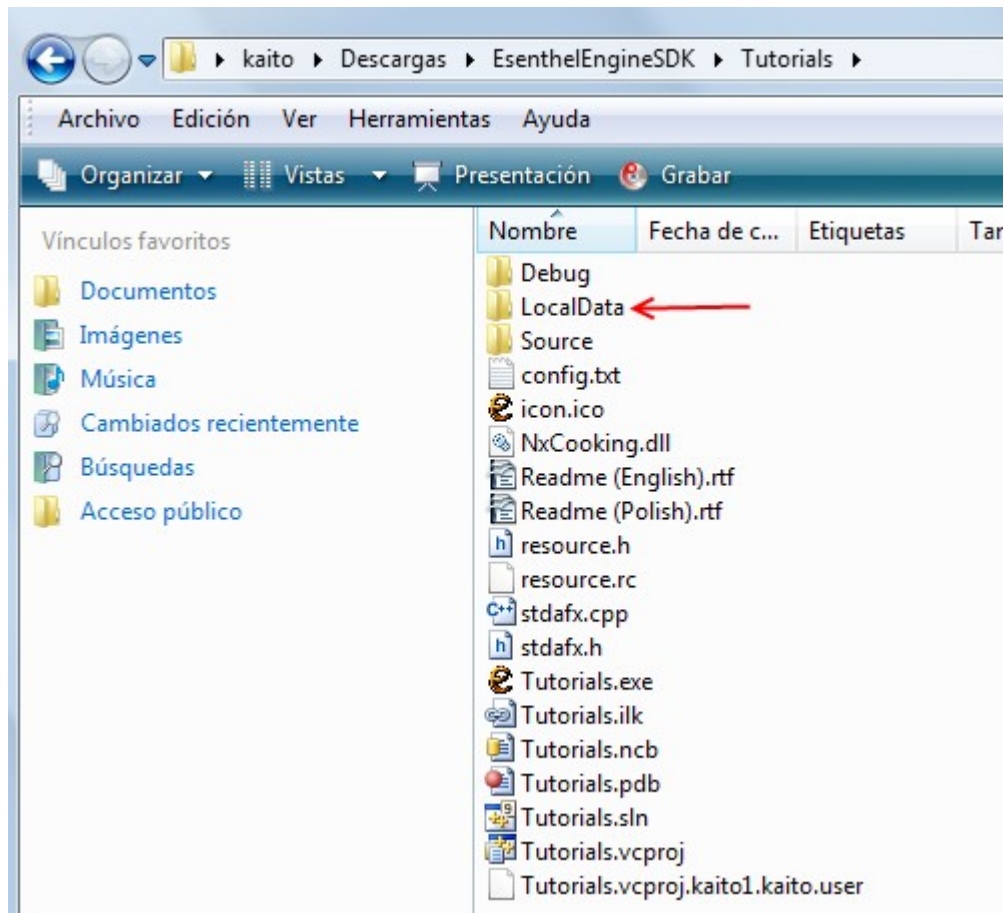 kaito Descargas EsenthelEngineSDK Tutorials
Archivo Edición Ver Herramientas Ayuda
Organizar Vistas Presentación Grabar
Vínculos favoritos
Documentos
Imágenes
Música
Cambiados recientemente
Búsquedas
Acceso público
Nombre Fecha de c... Etiquetas Tar
Debug
LocalData
Source
config.txt
icon.ico
NxCooking.dll
Readme (English).rtf
Readme (Polish).rtf
resource.h
resource.rc
stdafx.cpp
stdafx.h
Tutorials.exe
Tutorials.ilk
Tutorials.ncb
Tutorials.pdb
Tutorials.sln
Tutorials.vcproj
Tutorials.vcproj.kaito1.kaito.user